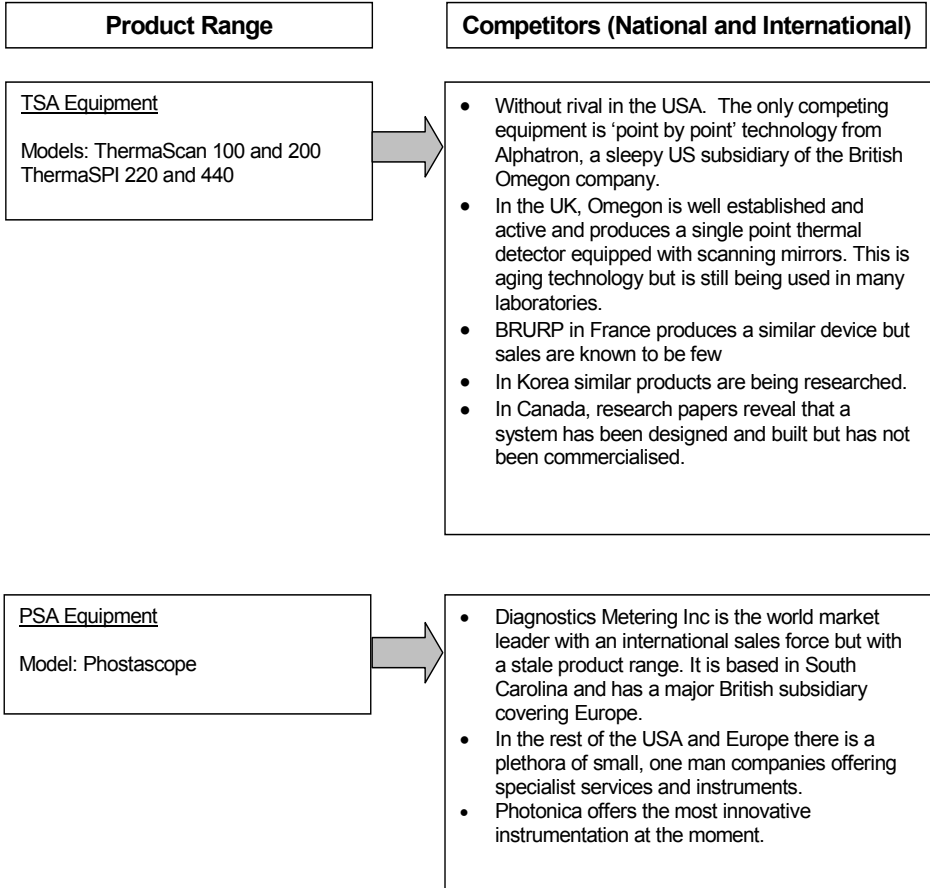 Product Range
Competitors (National and International)
TSA Equipment
Models: ThermaScan 100 and 200
ThermaSPI 220 and 440
• Without rival in the USA. The only competing
equipment is ‘point by point’ technology from
Alphatron, a sleepy US subsidiary of the British
Omegon company.
• In the UK, Omegon is well established and
active and produces a single point thermal
detector equipped with scanning mirrors. This is
aging technology but is still being used in many
laboratories.
• BRURP in France produces a similar device but
sales are known to be few
• In Korea similar products are being researched.
• In Canada, research papers reveal that a
system has been designed and built but has not
been commercialised.
PSA Equipment
Model: Phostascope
• Diagnostics Metering Inc is the world market
leader with an international sales force but with
a stale product range. It is based in South
Carolina and has a major British subsidiary
covering Europe.
• In the rest of the USA and Europe there is a
plethora of small, one man companies offering
specialist services and instruments.
• Photonica offers the most innovative
instrumentation at the moment.